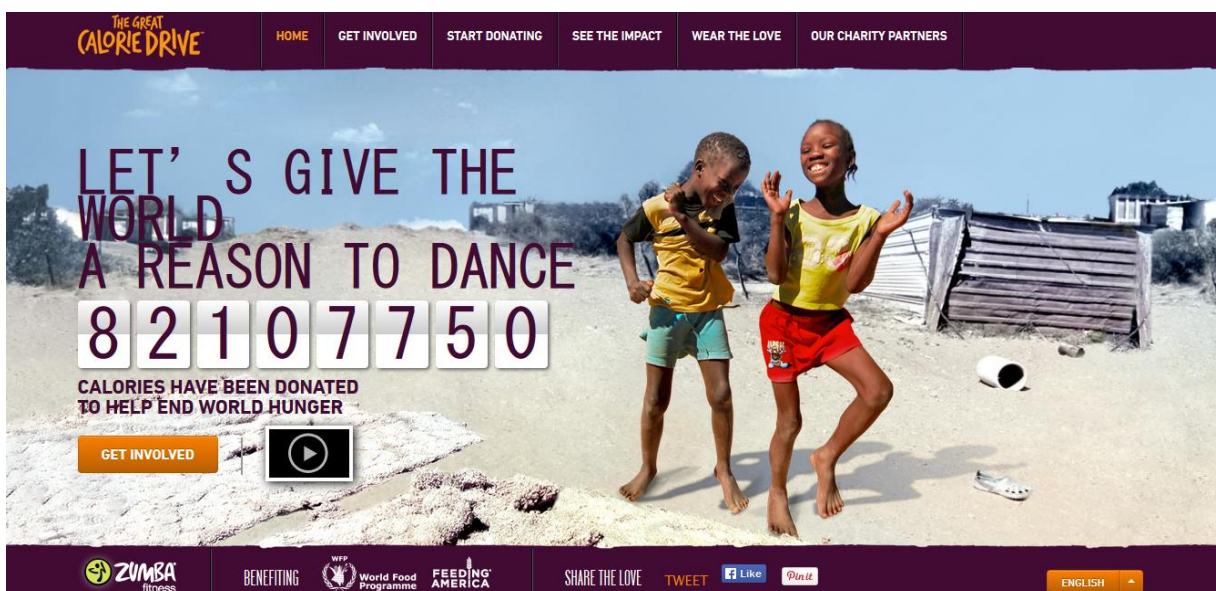 THE GREAT
CALORIE DRIVE
HOME
GET INVOLVED
START DONATING
SEE THE IMPACT
WEAR THE LOVE
OUR CHARITY PARTNERS
LET'S GIVE THE
WORLD
A REASON TO DANCE
82107750
CALORIES HAVE BEEN DONATED
TO HELP END WORLD HUNGER
GET INVOLVED
ZUMBA
fitness
BENEFITING
WFP
World Food
Programme
FEEDING
AMERICA
SHARE THE LOVE
TWEET
Like
Pin it
ENGLISH